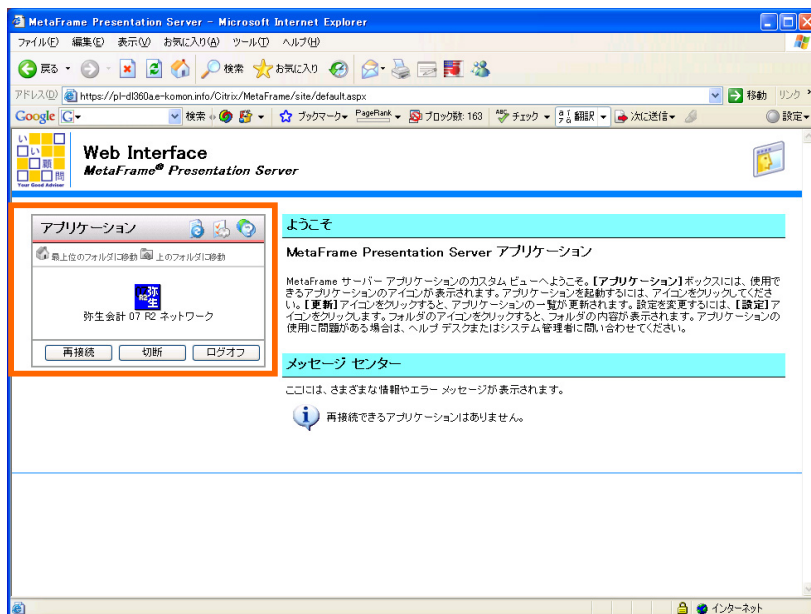 MetaFrame Presentation Server - Microsoft Internet Explorer
ファイル(F) 編集(E) 表示(V) お気に入り(A) ツール(T) ヘルプ(H)
戻る 検索 お気に入り
アドレス(D) https://pl-dl360a.e-komon.info/Citrix/MetaFrame/site/default.aspx 移動 リンク
Google G 検索 ブックマーク PageRank ブロック数: 163 チェック 翻訳 次に送信 設定
い
い
顧
問
Your Good Adviser
Web Interface
MetaFrame® Presentation Server
アプリケーション
最上位のフォルダに移動 上のフォルダに移動
弥生
弥生会計 07 R2 ネットワーク
再接続 切断 ログオフ
ようこそ
MetaFrame Presentation Server アプリケーション
MetaFrame サーバー アプリケーションのカスタム ビューへようこそ。[アプリケーション]ボックスには、使用で
きるアプリケーションのアイコンが表示されます。アプリケーションを起動するには、アイコンをクリックしてくださ
い。[更新]アイコンをクリックすると、アプリケーションの一覧が更新されます。設定を変更するには、[設定]ア
イコンをクリックします。フォルダのアイコンをクリックすると、フォルダの内容が表示されます。アプリケーションの
使用に問題がある場合は、ヘルプ デスクまたはシステム管理者に問い合わせてください。
メッセージ センター
ここには、さまざまな情報やエラー メッセージが表示されます。
再接続できるアプリケーションはありません。
インターネット